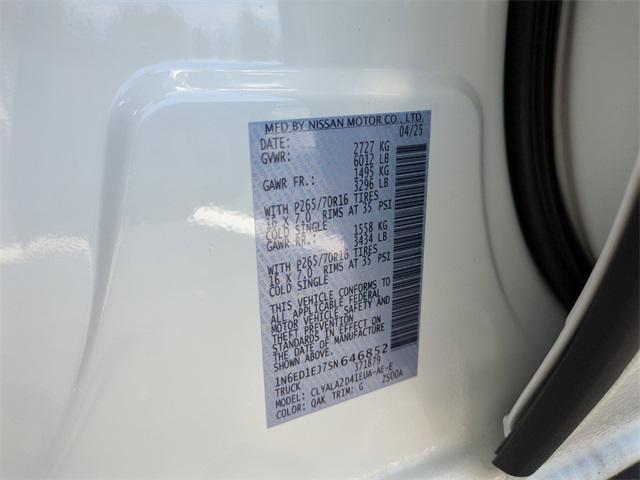 MFD BY NISSAN MOTOR CO., LTD.
DATE: 04/25
GVWR: 2727 KG
6012 LB
GAWR FR.: 1495 KG
3296 LB
WITH P265/70R16 TIRES
16 X 7.0 RIMS AT 35 PSI
COLD SINGLE
GAWR RR.: 1558 KG
3434 LB
WITH P265/70R16 TIRES
16 X 7.0 RIMS AT 35 PSI
COLD SINGLE
THIS VEHICLE CONFORMS TO
ALL APPLICABLE FEDERAL
MOTOR VEHICLE SAFETY AND
THEFT PREVENTION
STANDARDS IN EFFECT ON
THE DATE OF MANUFACTURE
SHOWN ABOVE.
1N6ED1EJ7SN646852
TRUCK 371879
MODEL: CLYALA2D41EUA-AE-E
COLOR: QAK TRIM: G 2S00A